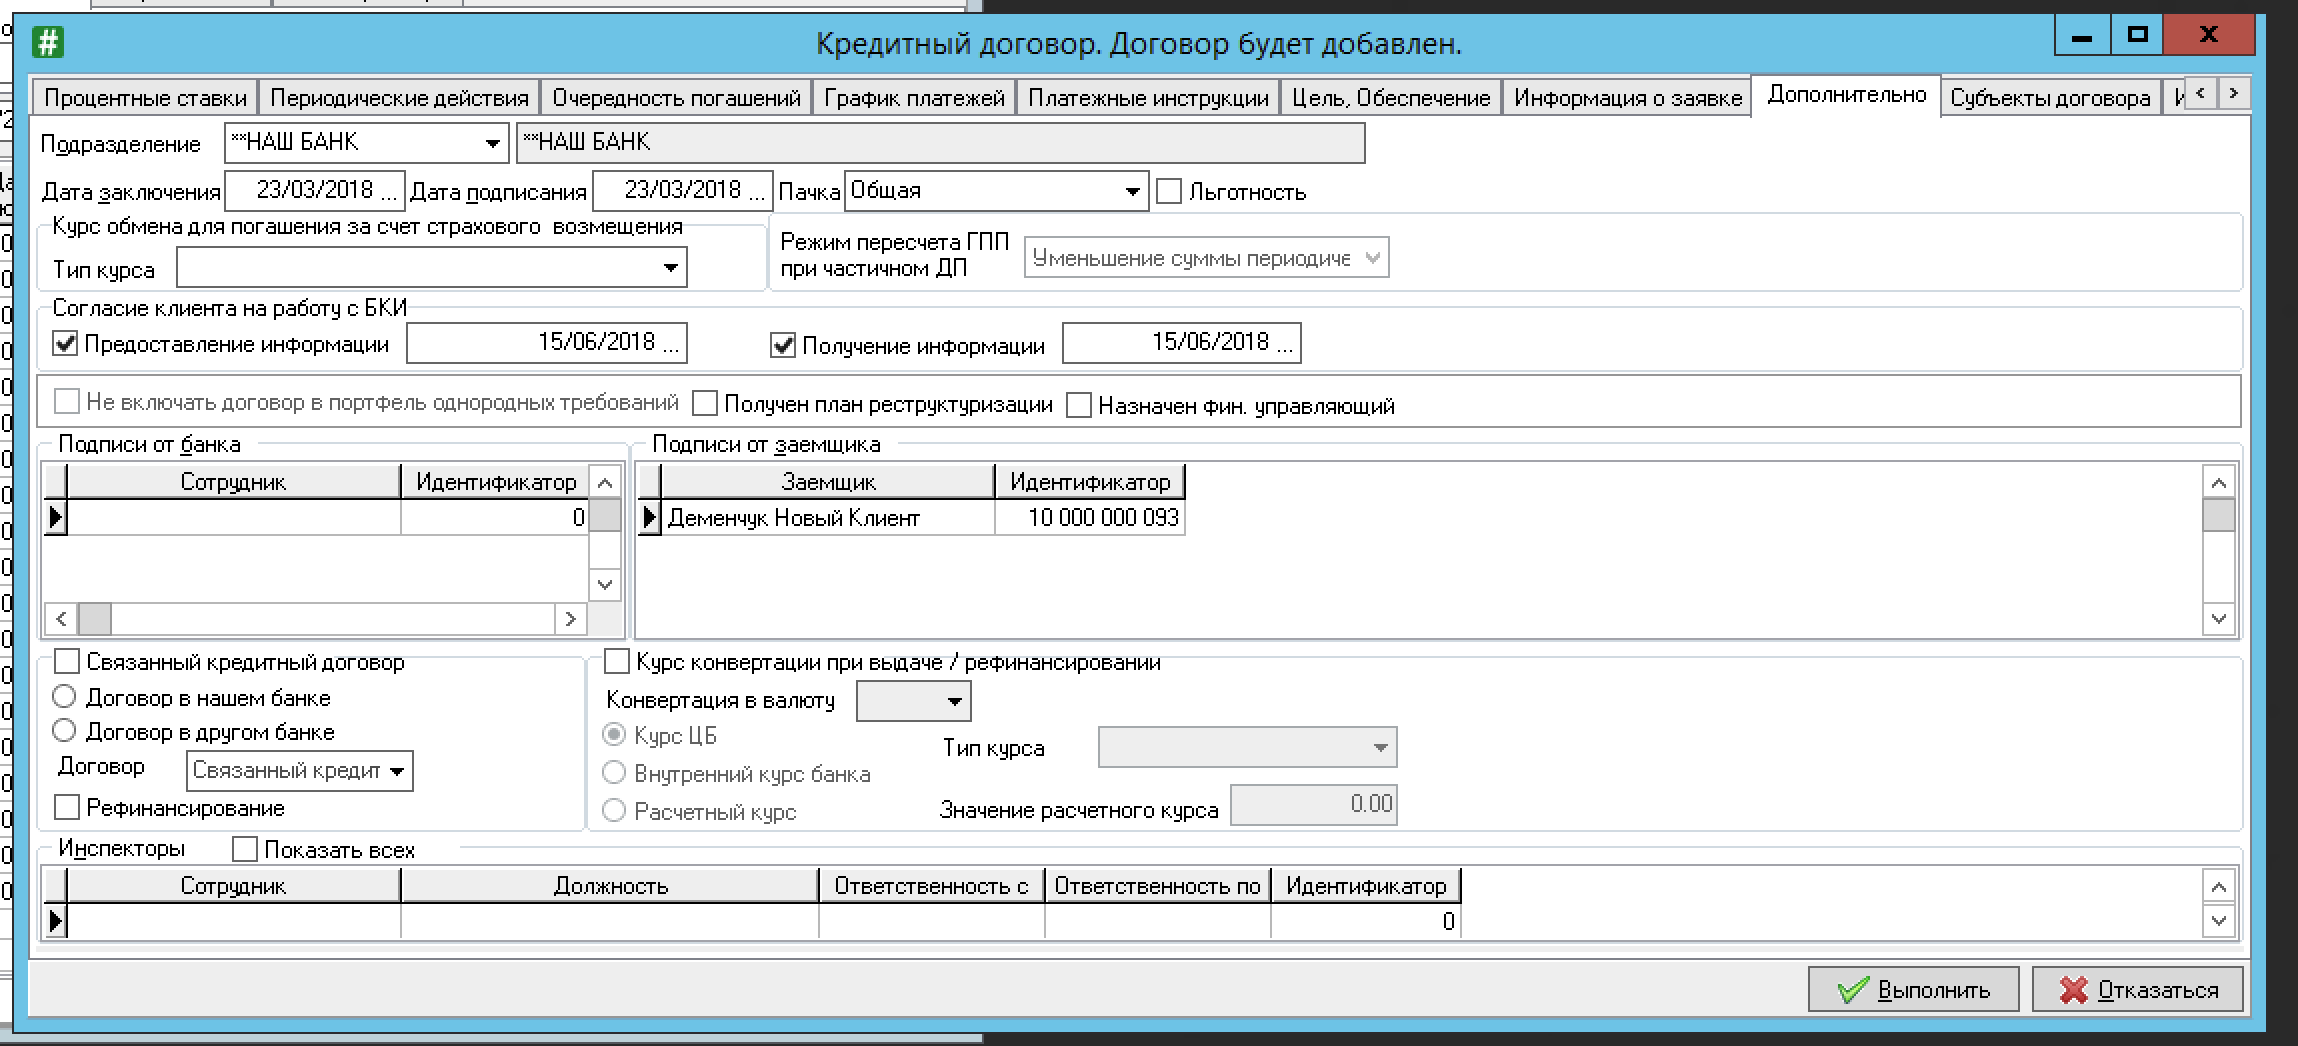 Кредитный договор. Договор будет добавлен.
Процентные ставки Периодические действия Очередность погашений График платежей Платежные инструкции Цель, Обеспечение Информация о заявке Дополнительно Субъекты договора
Подразделение **НАШ БАНК **НАШ БАНК
Дата заключения 23/03/2018 ... Дата подписания 23/03/2018 ... Пачка Общая Льготность
Курс обмена для погашения за счет страхового возмещения
Тип курса
Режим пересчета ГПП
при частичном ДП
Уменьшение суммы периодиче
Согласие клиента на работу с БКИ
Предоставление информации 15/06/2018 ... Получение информации 15/06/2018 ...
Не включать договор в портфель однородных требований Получен план реструктуризации Назначен фин. управляющий
Подписи от банка
Сотрудник Идентификатор
0
Подписи от заемщика
Заемщик Идентификатор
Деменчук Новый Клиент 10 000 000 093
Связанный кредитный договор
Договор в нашем банке
Договор в другом банке
Договор Связанный кредит
Рефинансирование
Курс конвертации при выдаче / рефинансировании
Конвертация в валюту
Курс ЦБ
Тип курса
Внутренний курс банка
Расчетный курс
Значение расчетного курса 0.00
Инспекторы Показать всех
Сотрудник Должность Ответственность с Ответственность по Идентификатор
0
Выполнить Отказаться